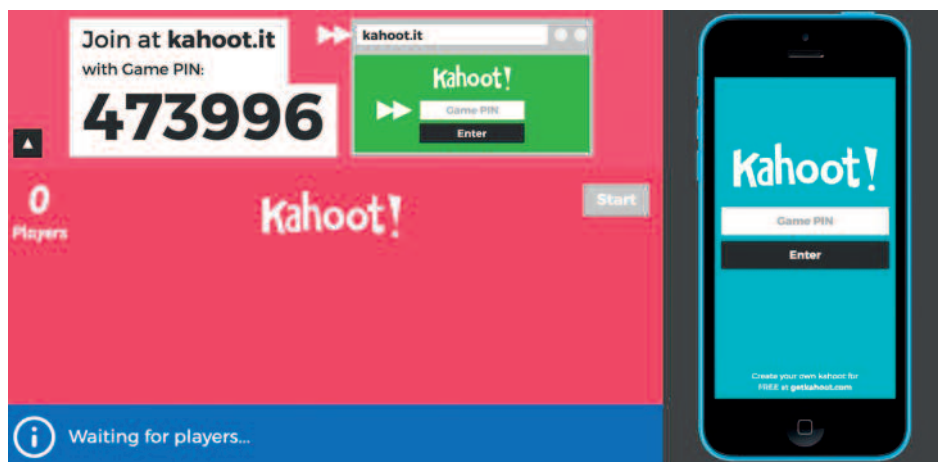 Join at kahoot.it
with Game PIN:
473996
kahoot.it
Kahoot!
Game PIN
Enter
0
Players
Kahoot!
Start
Waiting for players...
Kahoot!
Game PIN
Enter
Create your own kahoot for
FREE at getkahoot.com